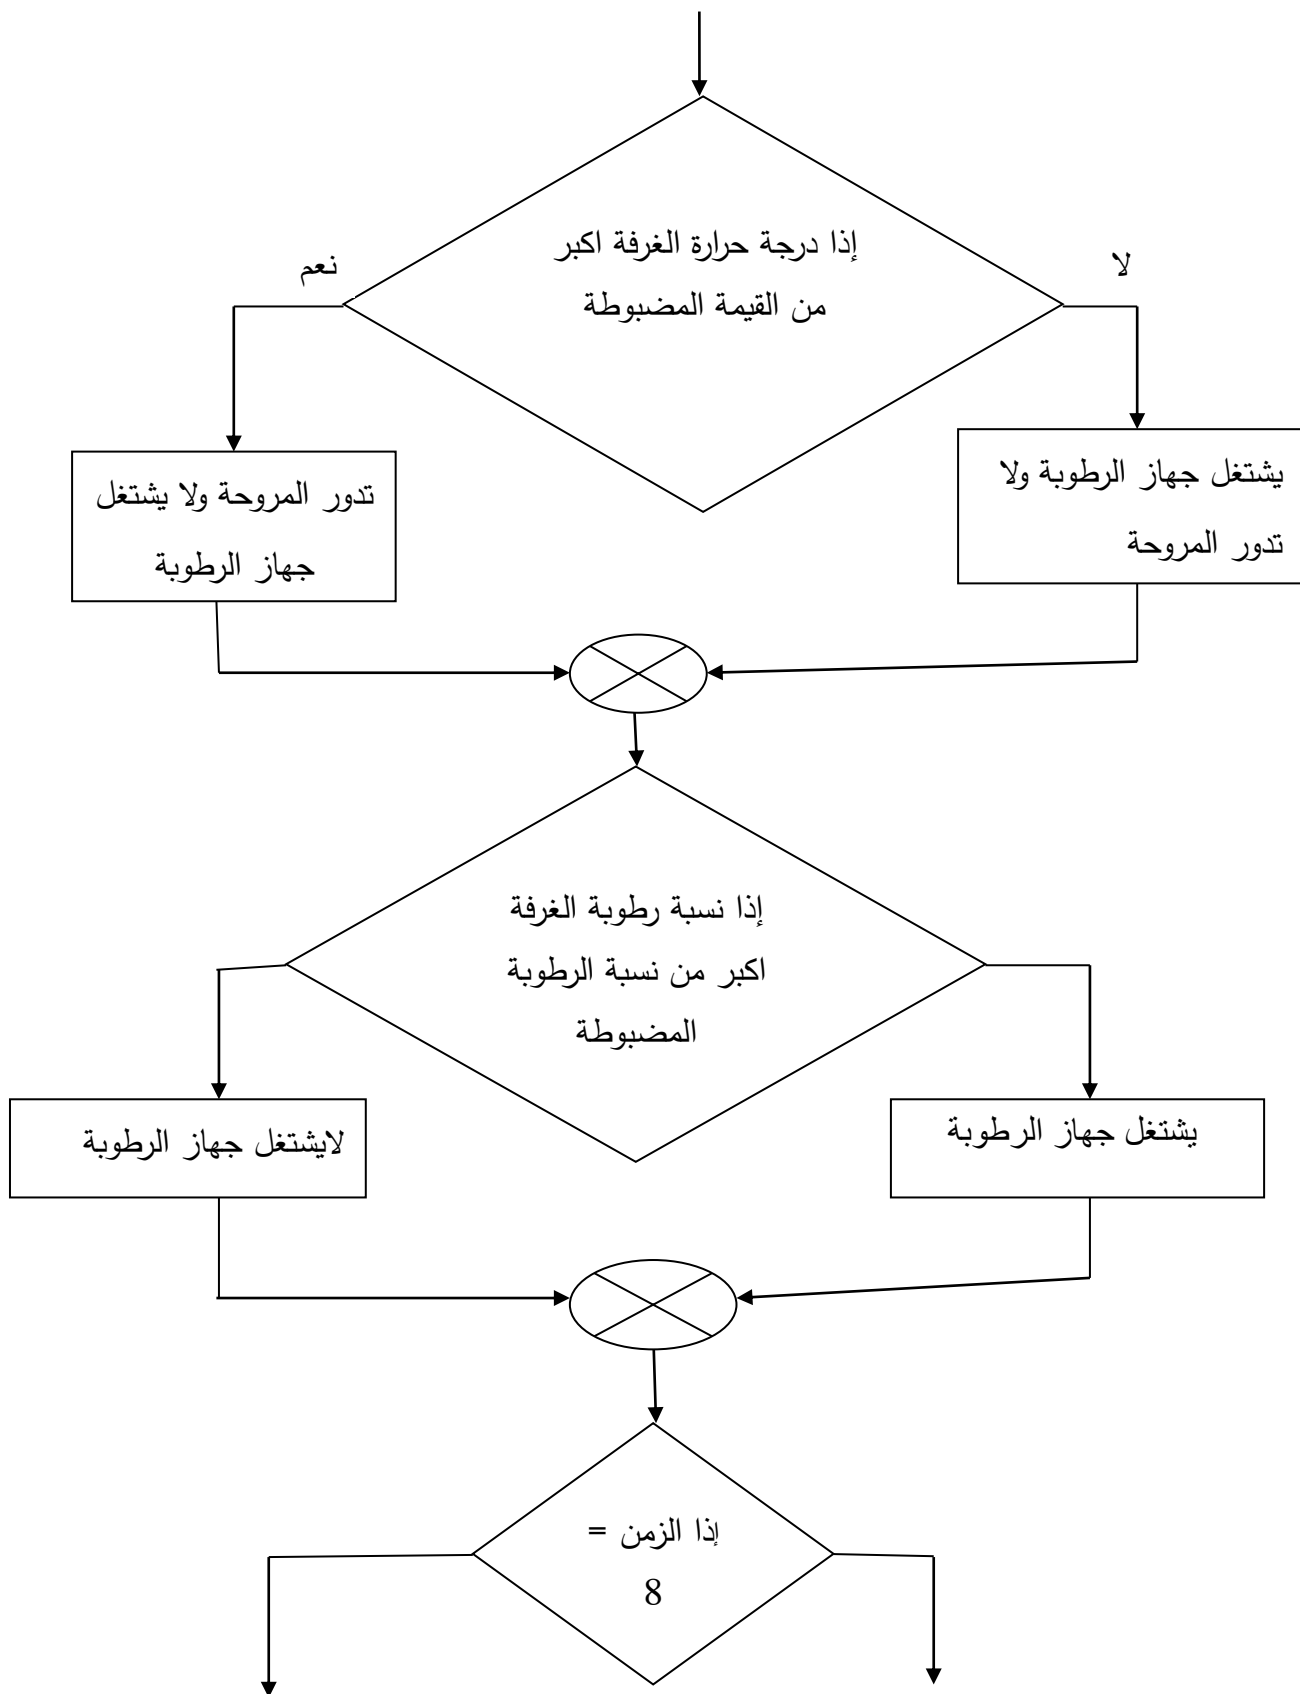 إذا درجة حرارة الغرفة اكبر
من القيمة المضبوطة
لا
نعم
يشتغل جهاز الرطوبة ولا
تدور المروحة
تدور المروحة ولا يشتغل
جهاز الرطوبة
إذا نسبة رطوبة الغرفة
اكبر من نسبة الرطوبة
المضبوطة
يشتغل جهاز الرطوبة
لايشتغل جهاز الرطوبة
إذا الزمن =
8